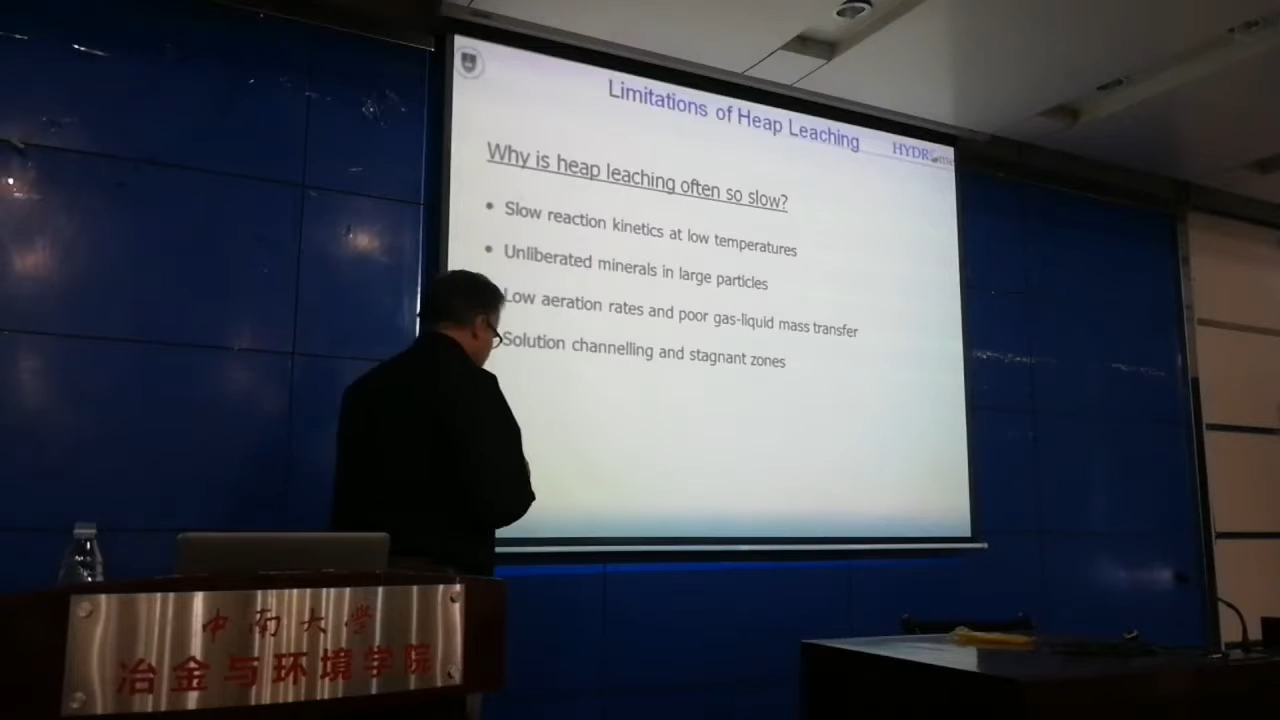 Limitations of Heap Leaching
Why is heap leaching often so slow?
• Slow reaction kinetics at low temperatures
• Unliberated minerals in large particles
Low aeration rates and poor gas-liquid mass transfer
Solution channelling and stagnant zones
中南大学
冶金与环境学院